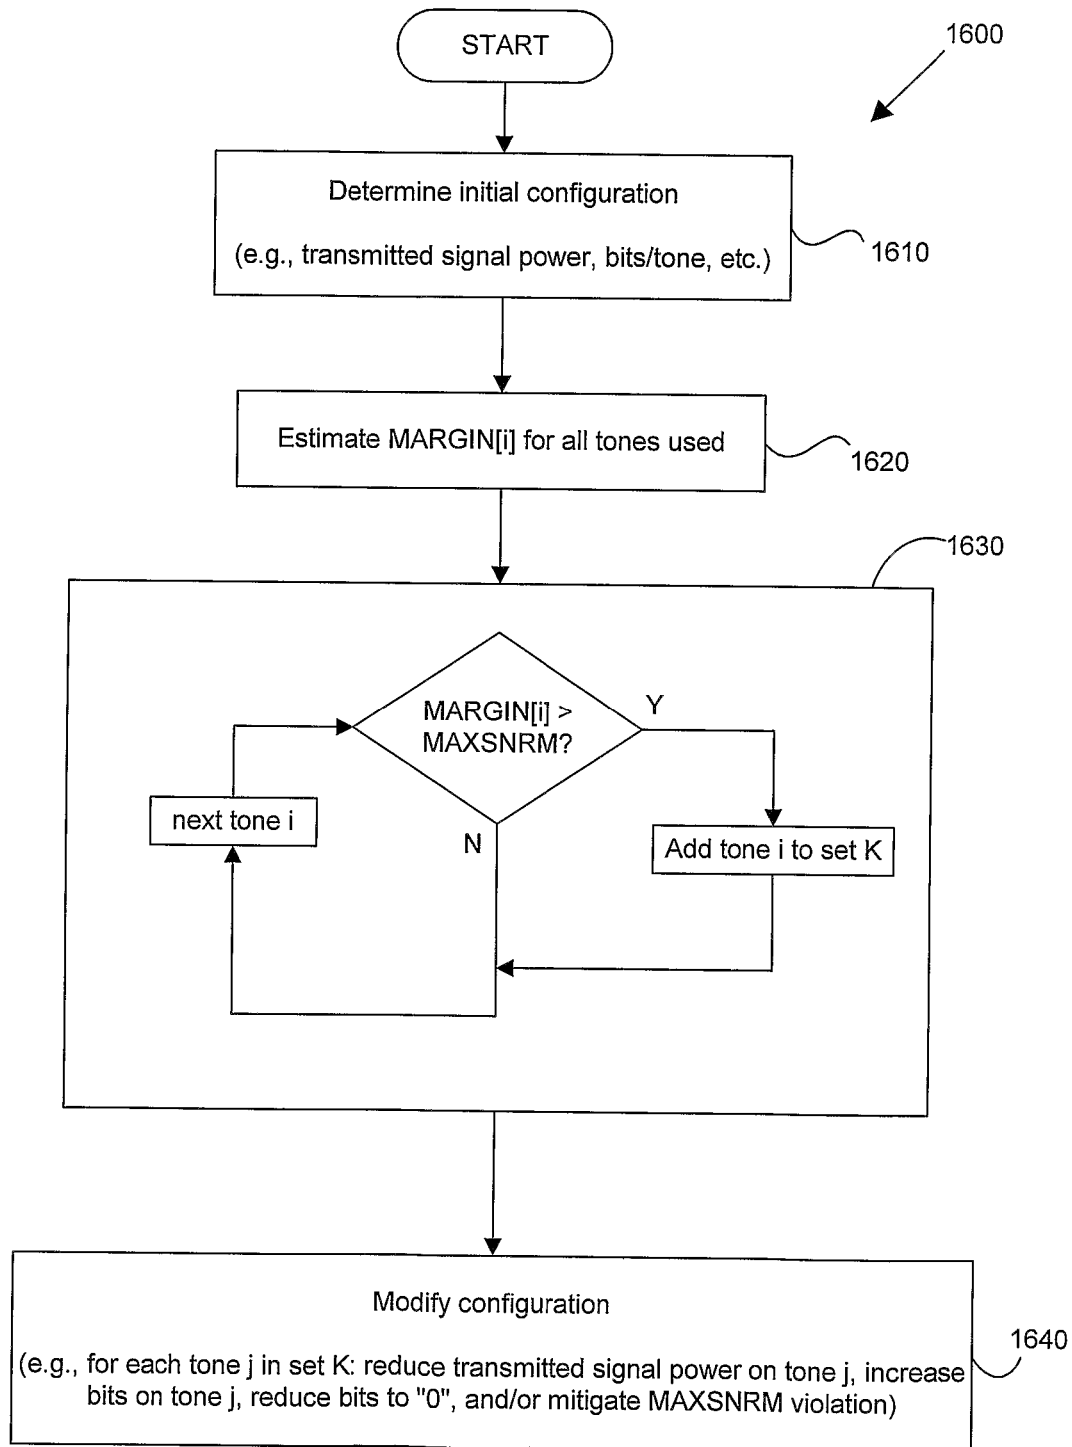 START
1600
Determine initial configuration
(e.g., transmitted signal power, bits/tone, etc.)
1610
Estimate MARGIN[i] for all tones used
1620
1630
MARGIN[i] >
MAXSNRM?
Y
next tone i
N
Add tone i to set K
Modify configuration
1640
(e.g., for each tone j in set K: reduce transmitted signal power on tone j, increase
bits on tone j, reduce bits to "0", and/or mitigate MAXSNRM violation)